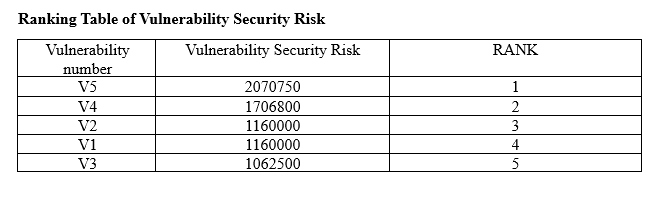 Ranking Table of Vulnerability Security Risk
Vulnerability number Vulnerability Security Risk RANK
V5 2070750 1
V4 1706800 2
V2 1160000 3
V1 1160000 4
V3 1062500 5